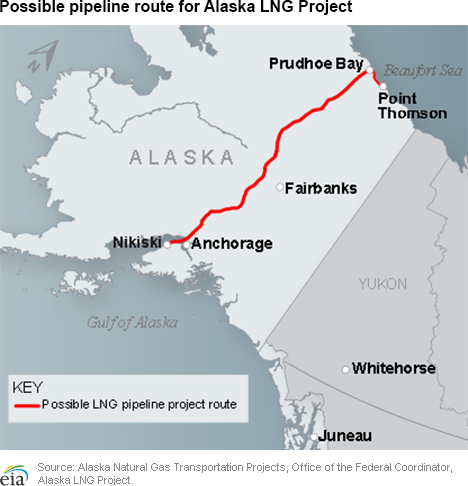 Possible pipeline route for Alaska LNG Project
Prudhoe Bay
Beaufort Sea
Point
Thomson
ALASKA
Fairbanks
Nikiski
Anchorage
YUKON
Gulf of Alaska
Whitehorse
KEY
Possible LNG pipeline project route
Juneau
eia
Source: Alaska Natural Gas Transportation Projects, Office of the Federal Coordinator,
Alaska LNG Project.